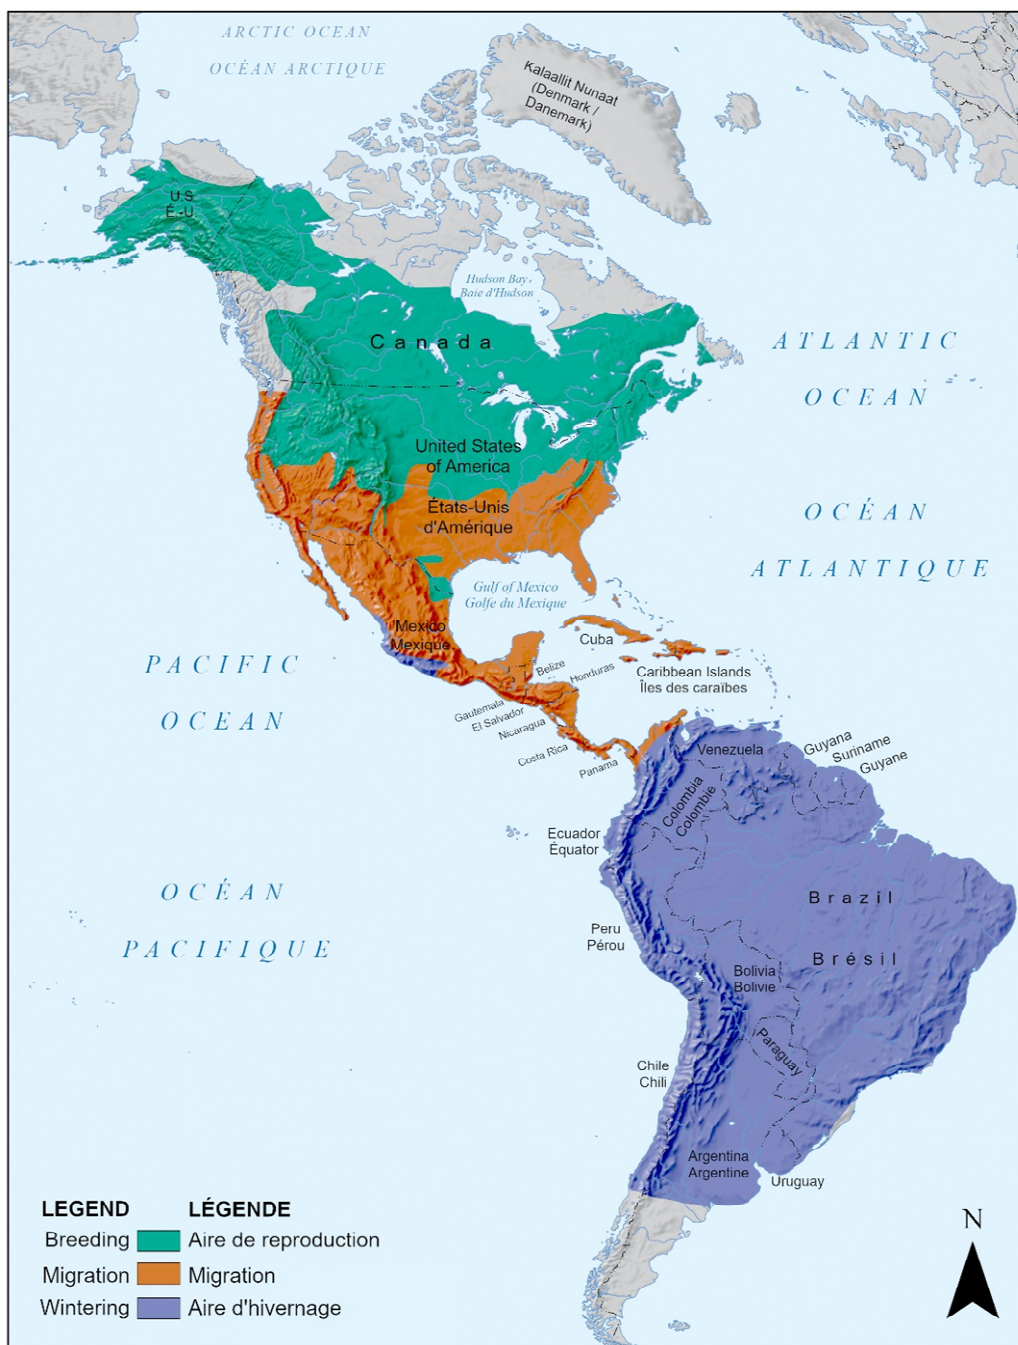 ARCTIC OCEAN
OCÉAN ARCTIQUE
Kalaallit Nunaat
(Denmark /
Danemark)
U.S.
É.-U.
Hudson Bay
Baie d'Hudson
Canada
ATLANTIC
OCEAN
United States
of America
États-Unis
d'Amérique
OCÉAN
ATLANTIQUE
Gulf of Mexico
Golfe du Mexique
Mexico
Mexique
Cuba
PACIFIC
OCEAN
Belize
Honduras
Caribbean Islands
Îles des caraïbes
Gautemala
El Salvador
Nicaragua
Costa Rica
Panama
Venezuela
Guyana
Suriname
Guyane
Colombia
Colombie
Ecuador
Équator
OCÉAN
PACIFIQUE
Brazil
Brésil
Peru
Pérou
Bolivia
Bolivie
Paraguay
Chile
Chili
Argentina
Argentine
Uruguay
LEGEND LÉGENDE
Breeding Aire de reproduction
Migration Migration
Wintering Aire d'hivernage
N